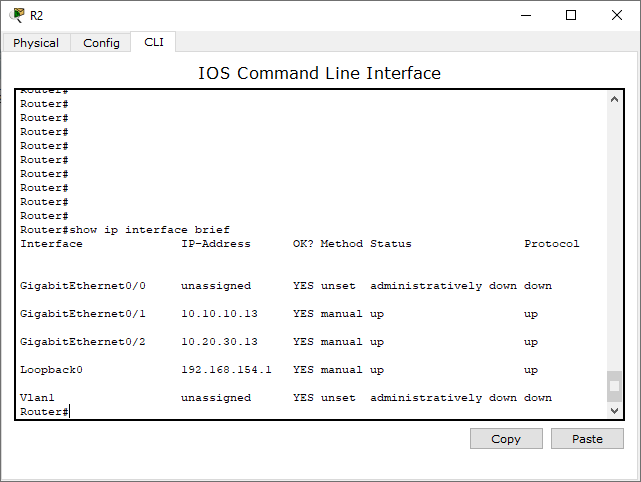 R2
Physical Config CLI
IOS Command Line Interface
Router#
Router#
Router#
Router#
Router#
Router#
Router#
Router#
Router#
Router#
Router#show ip interface brief
Interface IP-Address OK? Method Status Protocol
GigabitEthernet0/0 unassigned YES unset administratively down down
GigabitEthernet0/1 10.10.10.13 YES manual up up
GigabitEthernet0/2 10.20.30.13 YES manual up up
Loopback0 192.168.154.1 YES manual up up
Vlan1 unassigned YES unset administratively down down
Router#
Copy Paste